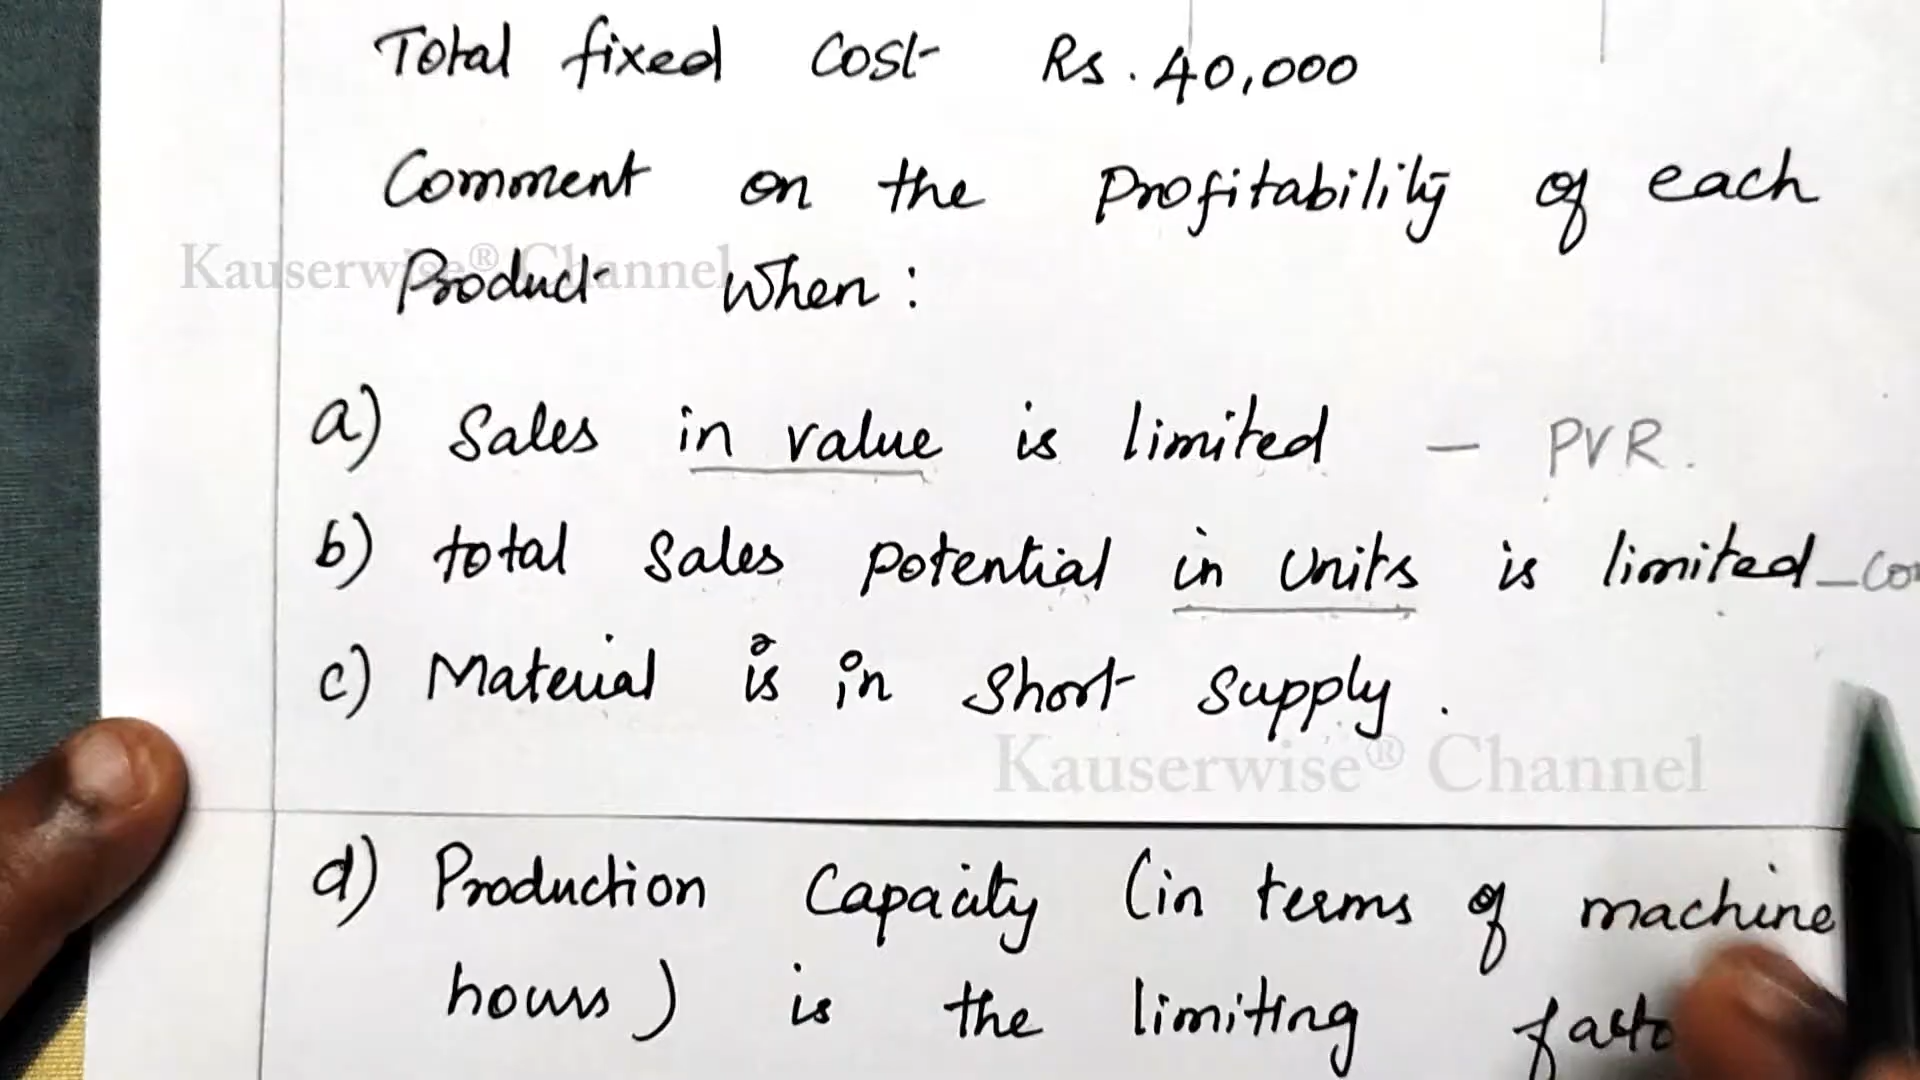 Total fixed Cost Rs. 40,000
Comment on the Profitability of each
Product When:
Kauserwise® Channel
a) Sales in value is limited – PVR.
b) total Sales Potential in Units is limited –
c) Material is in Short Supply.
Kauserwise® Channel
d) Production Capacity (in terms of machine
hours) is the limiting